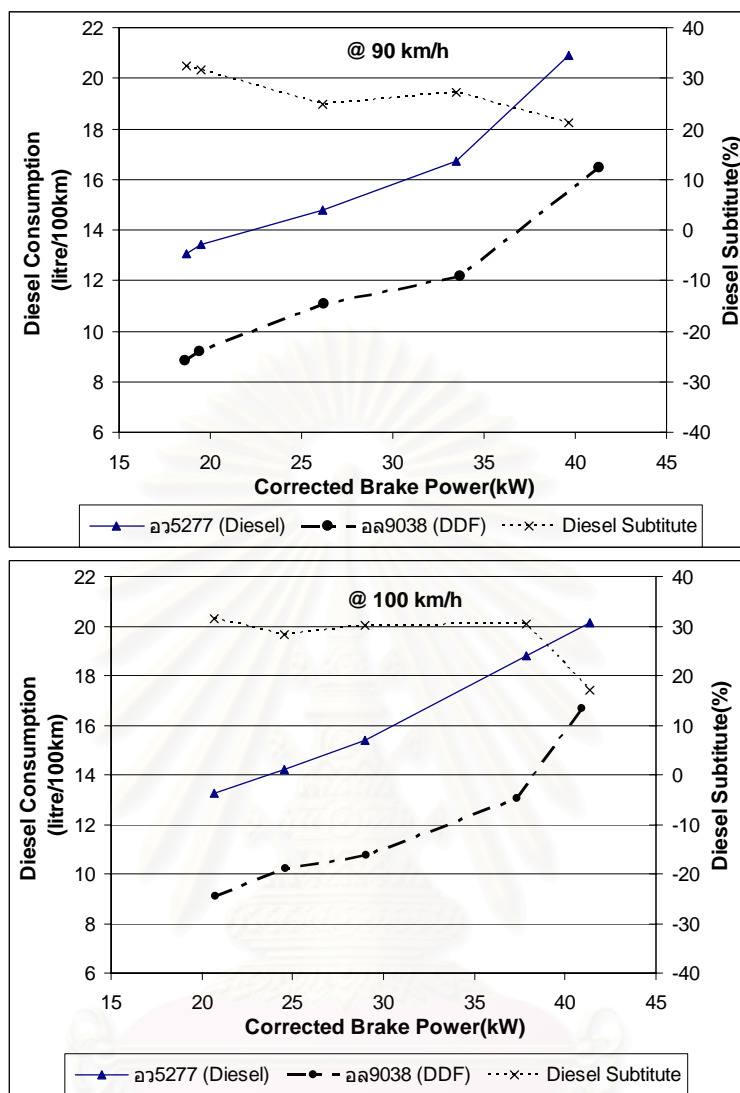 @ 90 km/h
Diesel Consumption
(litre/100km)
22
20
18
16
14
12
10
8
6
40
30
20
10
0
-10
-20
-30
-40
Diesel Subtitute(%)
15 20 25 30 35 40 45
Corrected Brake Power(kW)
อว5277 (Diesel) อล9038 (DDF) Diesel Subtitute
@ 100 km/h
Diesel Consumption
(litre/100km)
22
20
18
16
14
12
10
8
6
40
30
20
10
0
-10
-20
-30
-40
Diesel Subtitute(%)
15 20 25 30 35 40 45
Corrected Brake Power(kW)
อว5277 (Diesel) อล9038 (DDF) Diesel Subtitute